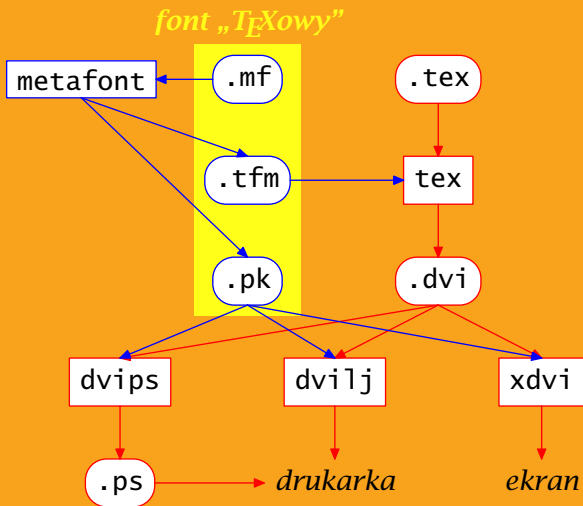 font „TEXowy”
metafont .mf .tex
.tfm tex
.pk .dvi
dvips dvilj xdvi
.ps drukarka ekran